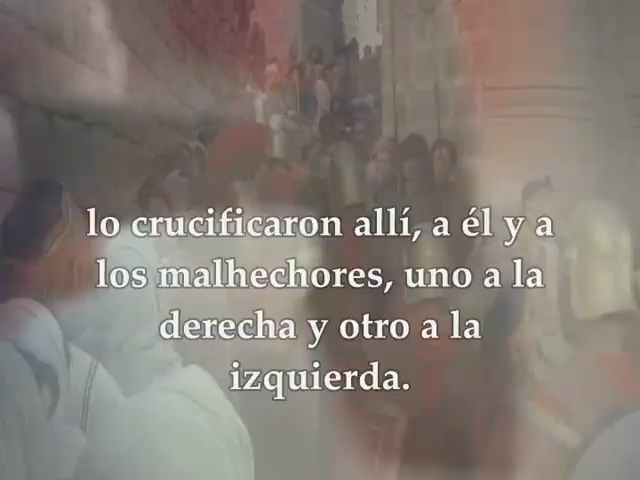 lo crucificaron allí, a él y a
los malhechores, uno a la
derecha y otro a la
izquierda.